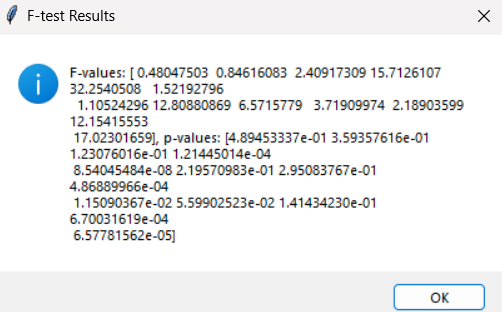 F-test Results
F-values: [ 0.48047503  0.84616083  2.40917309 15.7126107
32.2540508   1.52192796
  1.10524296 12.80880869  6.5715779   3.71909974  2.18903599
12.15415553
 17.02301659], p-values: [4.89453337e-01 3.59357616e-01
1.23076016e-01 1.21445014e-04
 8.54045484e-08 2.19570983e-01 2.95083767e-01
4.86889966e-04
 1.15090367e-02 5.59902523e-02 1.41434230e-01
6.70031619e-04
 6.57781562e-05]
OK